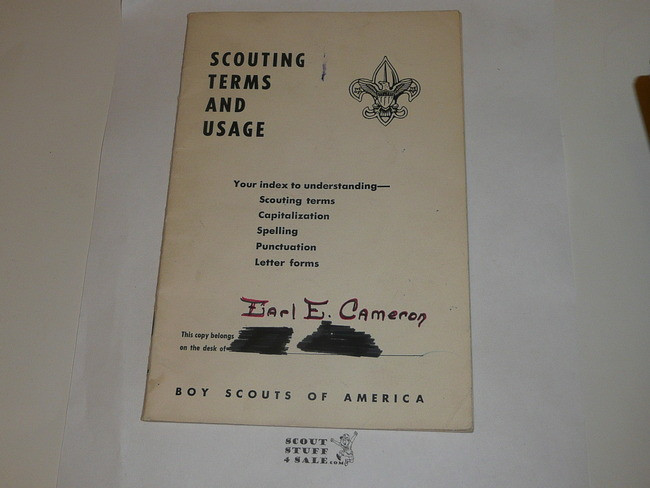 SCOUTING
TERMS
AND
USAGE
Your index to understanding—
Scouting terms
Capitalization
Spelling
Punctuation
Letter forms
Earl E. Cameron
This copy belongs
on the desk of
BOY SCOUTS OF AMERICA
SCOUT
STUFF
4 SALE.COM